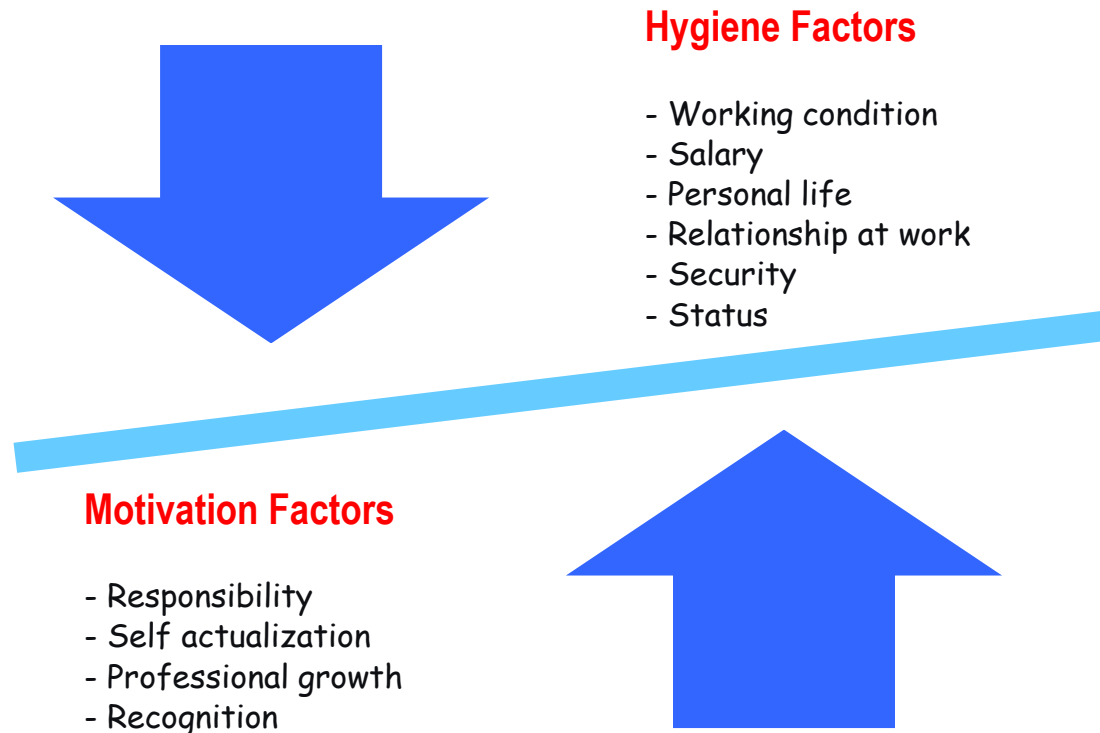 Hygiene Factors
- Working condition
- Salary
- Personal life
- Relationship at work
- Security
- Status
Motivation Factors
- Responsibility
- Self actualization
- Professional growth
- Recognition